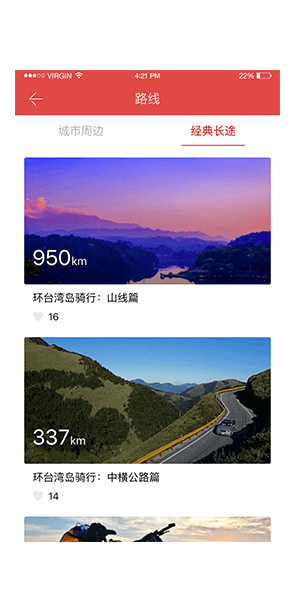 VIRGIN 4:21 PM 22%
路线
城市周边 经典长途
950km
环台湾岛骑行：山线篇
16
337km
环台湾岛骑行：中横公路篇
14